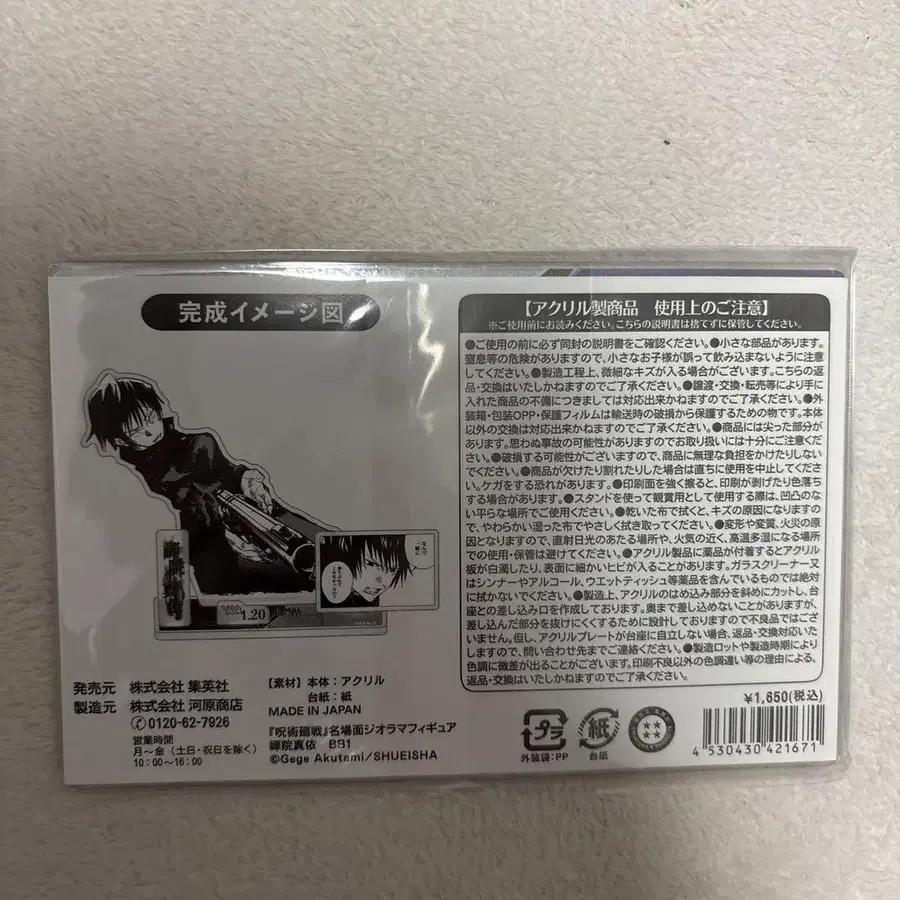 完成イメージ図
1.20
なんで
一緒に
落ちぶれて
くれなかったの?
発売元 株式会社 集英社
製造元 株式会社 河原商店
0120-62-7926
営業時間
月〜金(土日・祝日を除く)
10:00〜16:00
【素材】本体:アクリル
台紙:紙
MADE IN JAPAN
『呪術廻戦』名場面ジオラマフィギュア
禪院真依 BB1
©Gege Akutami/SHUEISHA
【アクリル製商品 使用上のご注意】
※ご使用前にお読みください。こちらの説明書は捨てずに保管してください。
●ご使用の前に必ず同封の説明書をご確認ください。●小さな部品があります。
窒息等の危険がありますので、小さなお子様が誤って飲み込まないように注意
してください。●製造工程上、微細なキズが入る場合がございます。こちらの返
品・交換はいたしかねますのでご了承ください。●譲渡・交換・転売等により手に
入れた商品の不備につきましては対応出来かねますのでご了承ください。●外
装箱・包装OPP・保護フィルムは輸送時の破損から保護するための物です。本体
以外の交換は対応出来かねますのでご了承ください。●商品には尖った部分が
あります。思わぬ事故の可能性がありますのでお取り扱いには十分にご注意くだ
さい。●破損する可能性がございますので、商品に無理な負担をかけたりしない
でください。●商品が欠けたり割れたりした場合は直ちに使用を中止してくださ
い。ケガをする恐れがあります。●印刷面を強く擦ると、印刷が剥げたり色落ち
する場合があります。●スタンドを使って観賞用として使用する際は、凹凸のな
い平らな場所でご使用ください。●乾いた布で拭くと、キズの原因になりますの
で、やわらかい湿った布でやさしく拭き取ってください。●変形や変質、火災の原
因となりますので、直射日光のあたる場所や、火気の近く、高温多湿になる場所
での使用・保管は避けてください。●アクリル製品に薬品が付着するとアクリル
板が白濁したり、表面に細かいヒビが入ることがあります。ガラスクリーナー又
はシンナーやアルコール、ウエットティッシュ等薬品を含んでいるものでは絶対
に拭かないでください。●製造上、アクリルのはめ込み部分を斜めにカットし、台
座との差し込み口を作成しております。奥まで差し込めないことがありますが、
差し込んだ部分を抜けにくくするために設計しておりますので不良品ではござ
いません。但し、アクリルプレートが台座に自立しない場合、返品・交換対応いた
しますので、問い合わせ先までご連絡ください。●製造ロットや製造時期により
色調に微差が出ることがございます。印刷不良以外の色調違い等の理由による、
返品・交換はいたしかねますのでご了承ください。
¥1,650(税込)
プラ
外装袋:PP
紙
台紙
4 530430 421671